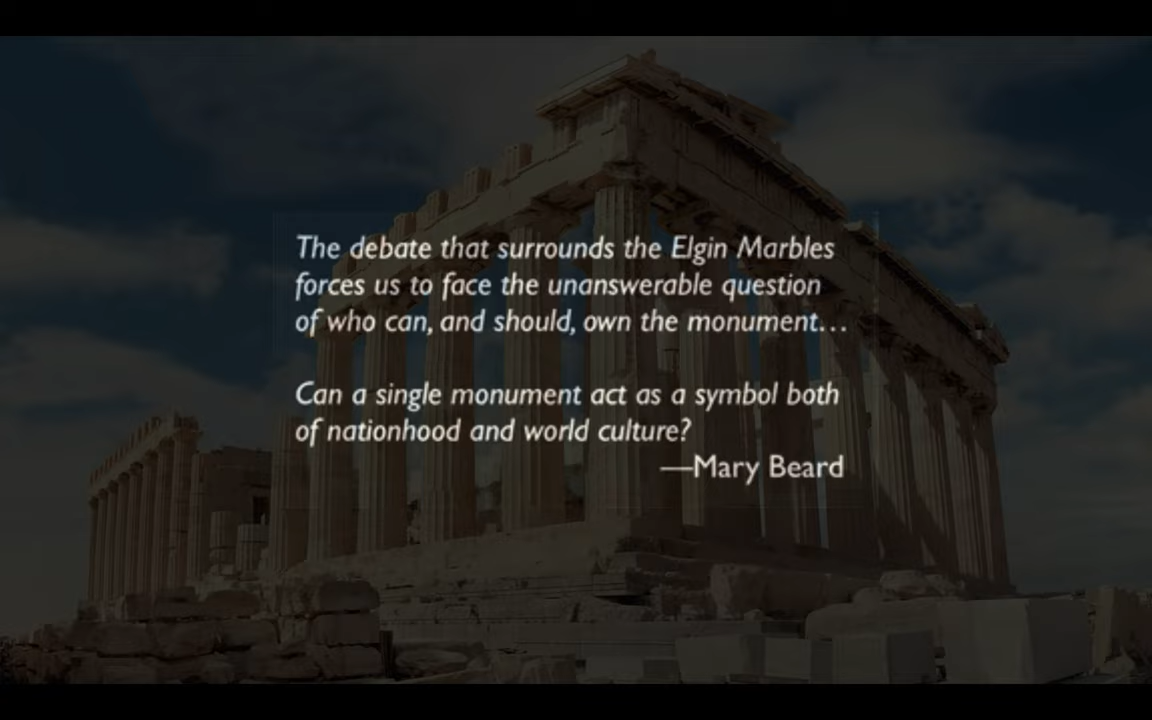 The debate that surrounds the Elgin Marbles
forces us to face the unanswerable question
of who can, and should, own the monument…
Can a single monument act as a symbol both
of nationhood and world culture?
—Mary Beard